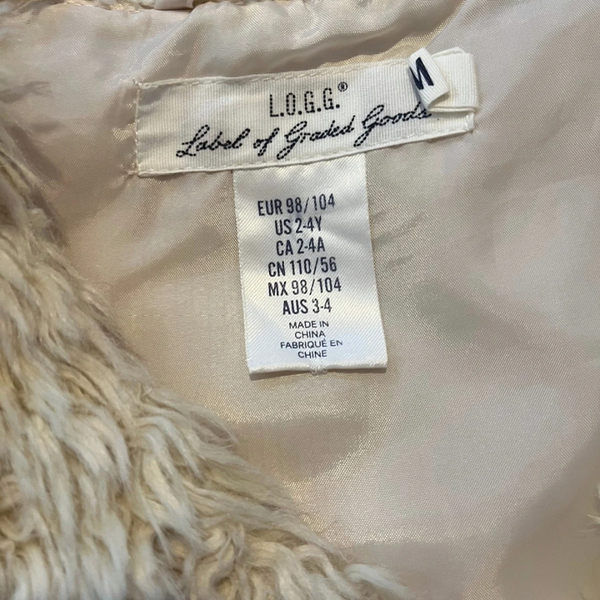 L.O.G.G.®
Label of Graded Goods
M
EUR 98/104
US 2-4Y
CA 2-4A
CN 110/56
MX 98/104
AUS 3-4
MADE IN
CHINA
FABRIQUÉ EN
CHINE